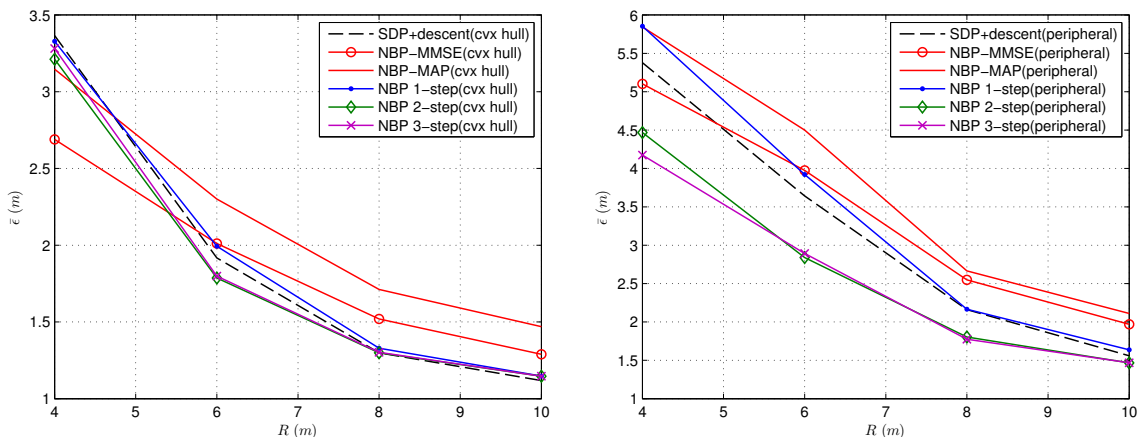 4
3.5
3
2.5
2
1.5
1
ε̄ (m)
SDP+descent(cvx hull)
NBP−MMSE(cvx hull)
NBP−MAP(cvx hull)
NBP 1−step(cvx hull)
NBP 2−step(cvx hull)
NBP 3−step(cvx hull)
4 5 6 7 8 9 10
R (m)
6
5.5
5
4.5
4
3.5
3
2.5
2
1.5
1
ε̄ (m)
SDP+descent(peripheral)
NBP−MMSE(peripheral)
NBP−MAP(peripheral)
NBP 1−step(peripheral)
NBP 2−step(peripheral)
NBP 3−step(peripheral)
4 5 6 7 8 9 10
R (m)